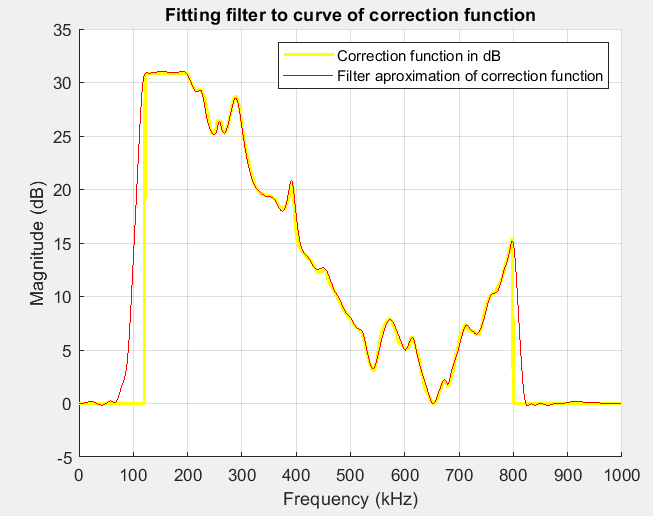 Fitting filter to curve of correction function
Correction function in dB
Filter aproximation of correction function
35
30
25
20
15
10
5
0
-5
Magnitude (dB)
0 100 200 300 400 500 600 700 800 900 1000
Frequency (kHz)